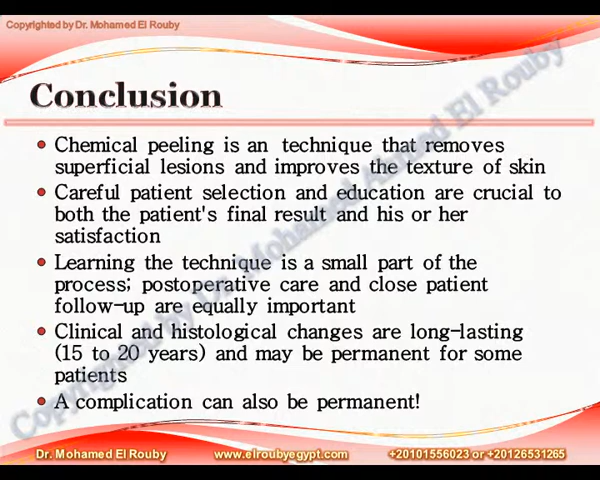 Copyrighted by Dr. Mohamed El Rouby
Conclusion
Chemical peeling is an technique that removes
superficial lesions and improves the texture of skin
Careful patient selection and education are crucial to
both the patient's final result and his or her
satisfaction
Learning the technique is a small part of the
process; postoperative care and close patient
follow-up are equally important
Clinical and histological changes are long-lasting
(15 to 20 years) and may be permanent for some
patients
A complication can also be permanent!
Copyrighted by Dr. Mohamed Ahmed El Rouby
Dr. Mohamed El Rouby www.elroubyegypt.com +20101556023 or +20126531265